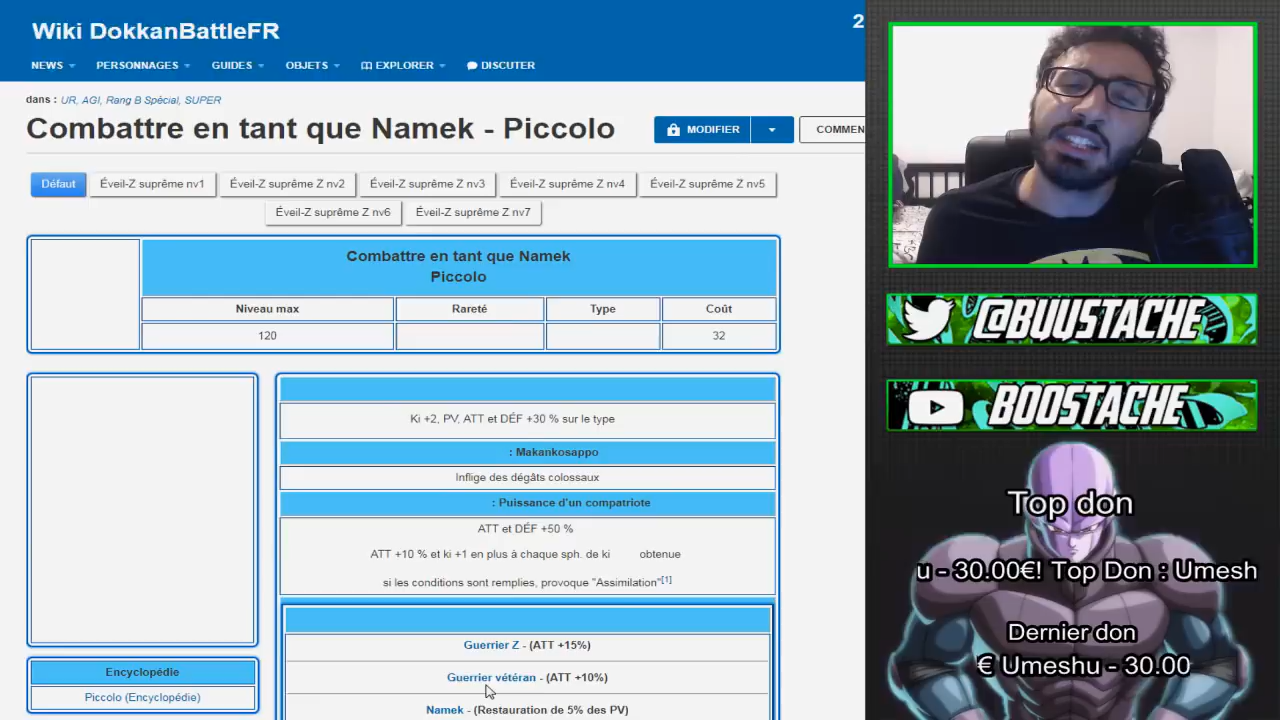 Wiki DokkanBattleFR
2
NEWS
PERSONNAGES
GUIDES
OBJETS
EXPLORER
DISCUTER
dans : UR, AGI, Rang B Spécial, SUPER
Combattre en tant que Namek - Piccolo
MODIFIER
COMMEN
Défaut
Éveil-Z suprême nv1
Éveil-Z suprême Z nv2
Éveil-Z suprême Z nv3
Éveil-Z suprême Z nv4
Éveil-Z suprême Z nv5
Éveil-Z suprême Z nv6
Éveil-Z suprême Z nv7
Combattre en tant que Namek
Piccolo
Niveau max
Rareté
Type
Coût
120
32
Ki +2, PV, ATT et DÉF +30 % sur le type
: Makankosappo
Inflige des dégâts colossaux
: Puissance d'un compatriote
ATT et DÉF +50 %
ATT +10 % et ki +1 en plus à chaque sph. de ki obtenue
si les conditions sont remplies, provoque "Assimilation"[1]
Guerrier Z - (ATT +15%)
Guerrier vétéran - (ATT +10%)
Namek - (Restauration de 5% des PV)
Encyclopédie
Piccolo (Encyclopédie)
@BUUSTACHE
BOOSTACHE
Top don
u - 30.00€! Top Don : Umesh
Dernier don
€ Umeshu - 30.00